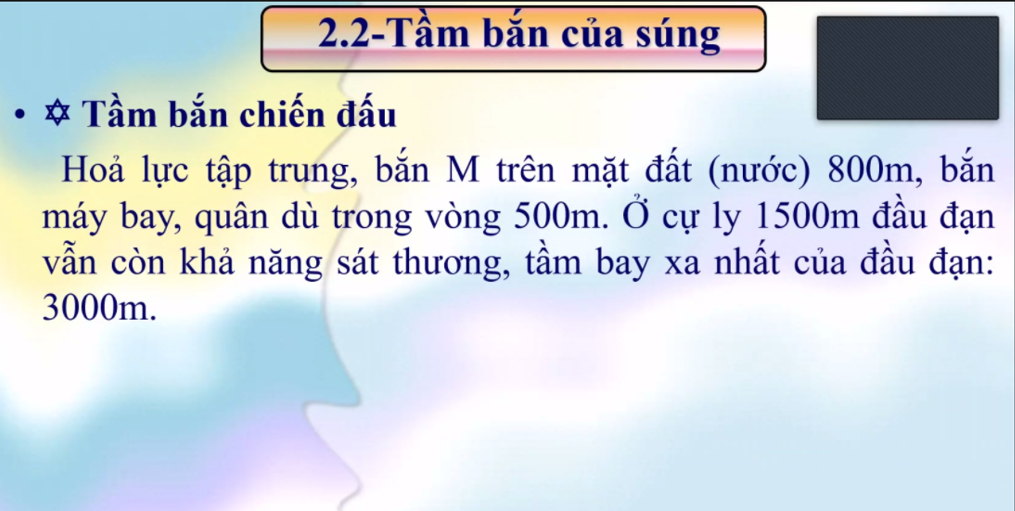 2.2-Tầm bắn của súng
• ✡ Tầm bắn chiến đấu
Hoả lực tập trung, bắn M trên mặt đất (nước) 800m, bắn
máy bay, quân dù trong vòng 500m. Ở cự ly 1500m đầu đạn
vẫn còn khả năng sát thương, tầm bay xa nhất của đầu đạn:
3000m.